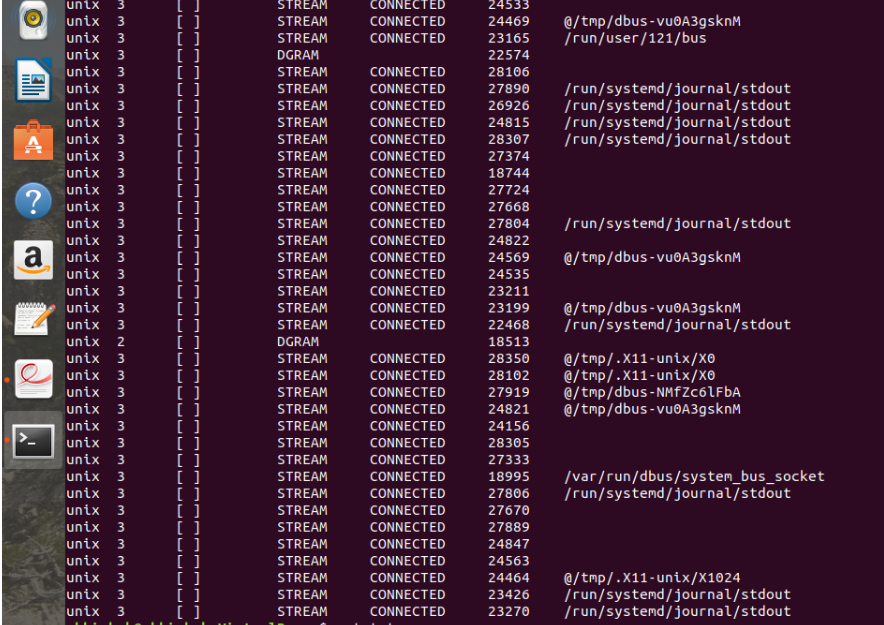 unix 3 [ ] STREAM CONNECTED 24533
unix 3 [ ] STREAM CONNECTED 24469 @/tmp/dbus-vu0A3gsknM
unix 3 [ ] STREAM CONNECTED 23165 /run/user/121/bus
unix 3 [ ] DGRAM 22574
unix 3 [ ] STREAM CONNECTED 28106
unix 3 [ ] STREAM CONNECTED 27890 /run/systemd/journal/stdout
unix 3 [ ] STREAM CONNECTED 26926 /run/systemd/journal/stdout
unix 3 [ ] STREAM CONNECTED 24815 /run/systemd/journal/stdout
unix 3 [ ] STREAM CONNECTED 28307 /run/systemd/journal/stdout
unix 3 [ ] STREAM CONNECTED 27374
unix 3 [ ] STREAM CONNECTED 18744
unix 3 [ ] STREAM CONNECTED 27724
unix 3 [ ] STREAM CONNECTED 27668
unix 3 [ ] STREAM CONNECTED 27804 /run/systemd/journal/stdout
unix 3 [ ] STREAM CONNECTED 24822
unix 3 [ ] STREAM CONNECTED 24569 @/tmp/dbus-vu0A3gsknM
unix 3 [ ] STREAM CONNECTED 24535
unix 3 [ ] STREAM CONNECTED 23211
unix 3 [ ] STREAM CONNECTED 23199 @/tmp/dbus-vu0A3gsknM
unix 3 [ ] STREAM CONNECTED 22468 /run/systemd/journal/stdout
unix 2 [ ] DGRAM 18513
unix 3 [ ] STREAM CONNECTED 28350 @/tmp/.X11-unix/X0
unix 3 [ ] STREAM CONNECTED 28102 @/tmp/.X11-unix/X0
unix 3 [ ] STREAM CONNECTED 27919 @/tmp/dbus-NMfZc6lFbA
unix 3 [ ] STREAM CONNECTED 24821 @/tmp/dbus-vu0A3gsknM
unix 3 [ ] STREAM CONNECTED 24156
unix 3 [ ] STREAM CONNECTED 28305
unix 3 [ ] STREAM CONNECTED 27333
unix 3 [ ] STREAM CONNECTED 18995 /var/run/dbus/system_bus_socket
unix 3 [ ] STREAM CONNECTED 27806 /run/systemd/journal/stdout
unix 3 [ ] STREAM CONNECTED 27670
unix 3 [ ] STREAM CONNECTED 27889
unix 3 [ ] STREAM CONNECTED 24847
unix 3 [ ] STREAM CONNECTED 24563
unix 3 [ ] STREAM CONNECTED 24464 @/tmp/.X11-unix/X1024
unix 3 [ ] STREAM CONNECTED 23426 /run/systemd/journal/stdout
unix 3 [ ] STREAM CONNECTED 23270 /run/systemd/journal/stdout